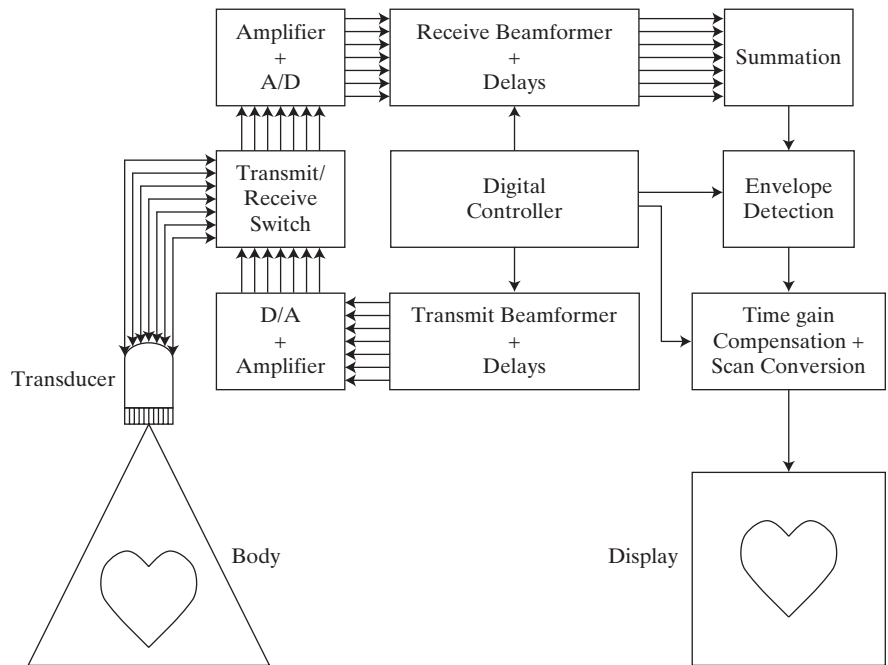 Amplifier
+
A/D
Receive Beamformer
+
Delays
Summation
Transmit/
Receive
Switch
Digital
Controller
Envelope
Detection
D/A
+
Amplifier
Transmit Beamformer
+
Delays
Time gain
Compensation +
Scan Conversion
Transducer
Body
Display